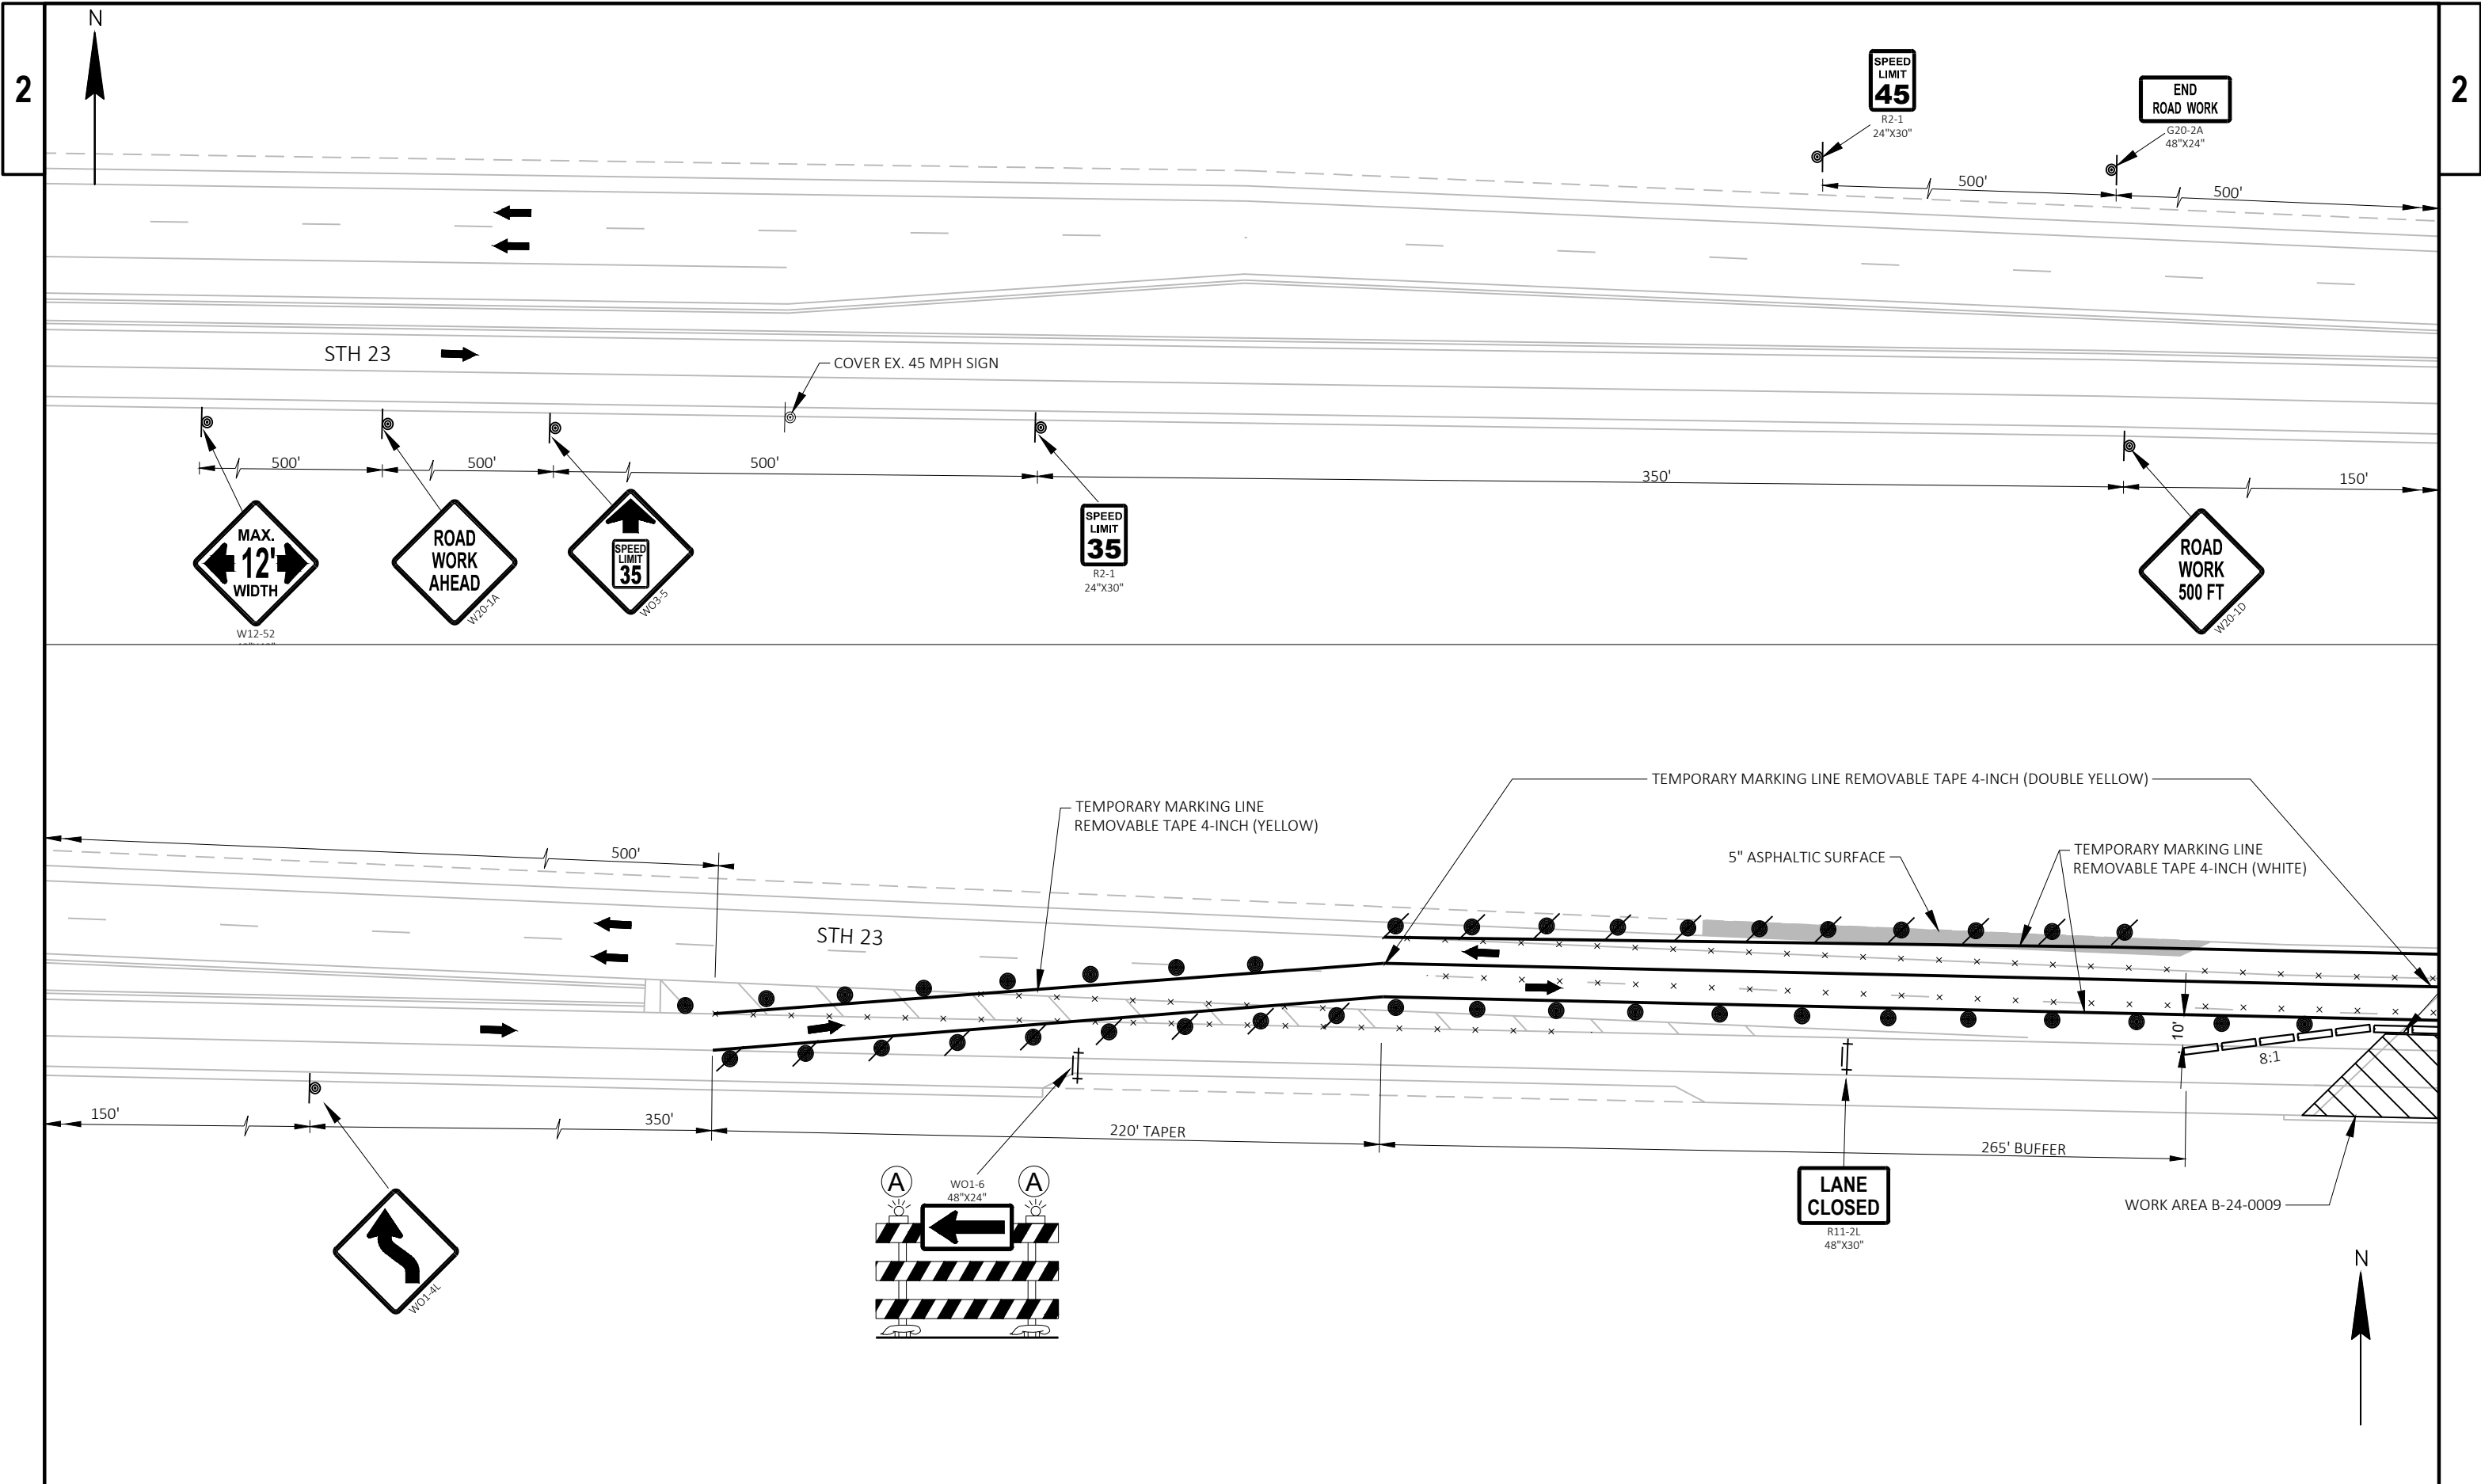 N
2
2
SPEED
LIMIT
45
R2-1
24"X30"
END
ROAD WORK
G20-2A
48"X24"
500'
500'
STH 23
COVER EX. 45 MPH SIGN
500'
500'
500'
350'
150'
MAX.
12'
WIDTH
W12-52
ROAD
WORK
AHEAD
W20-1A
SPEED
LIMIT
35
WO3-5
SPEED
LIMIT
35
R2-1
24"X30"
ROAD
WORK
500 FT
W20-1D
TEMPORARY MARKING LINE REMOVABLE TAPE 4-INCH (DOUBLE YELLOW)
TEMPORARY MARKING LINE
REMOVABLE TAPE 4-INCH (YELLOW)
500'
5" ASPHALTIC SURFACE
TEMPORARY MARKING LINE
REMOVABLE TAPE 4-INCH (WHITE)
STH 23
10'
8:1
150'
350'
220' TAPER
265' BUFFER
WO1-4L
A
WO1-6
48"X24"
A
LANE
CLOSED
R11-2L
48"X30"
WORK AREA B-24-0009
N